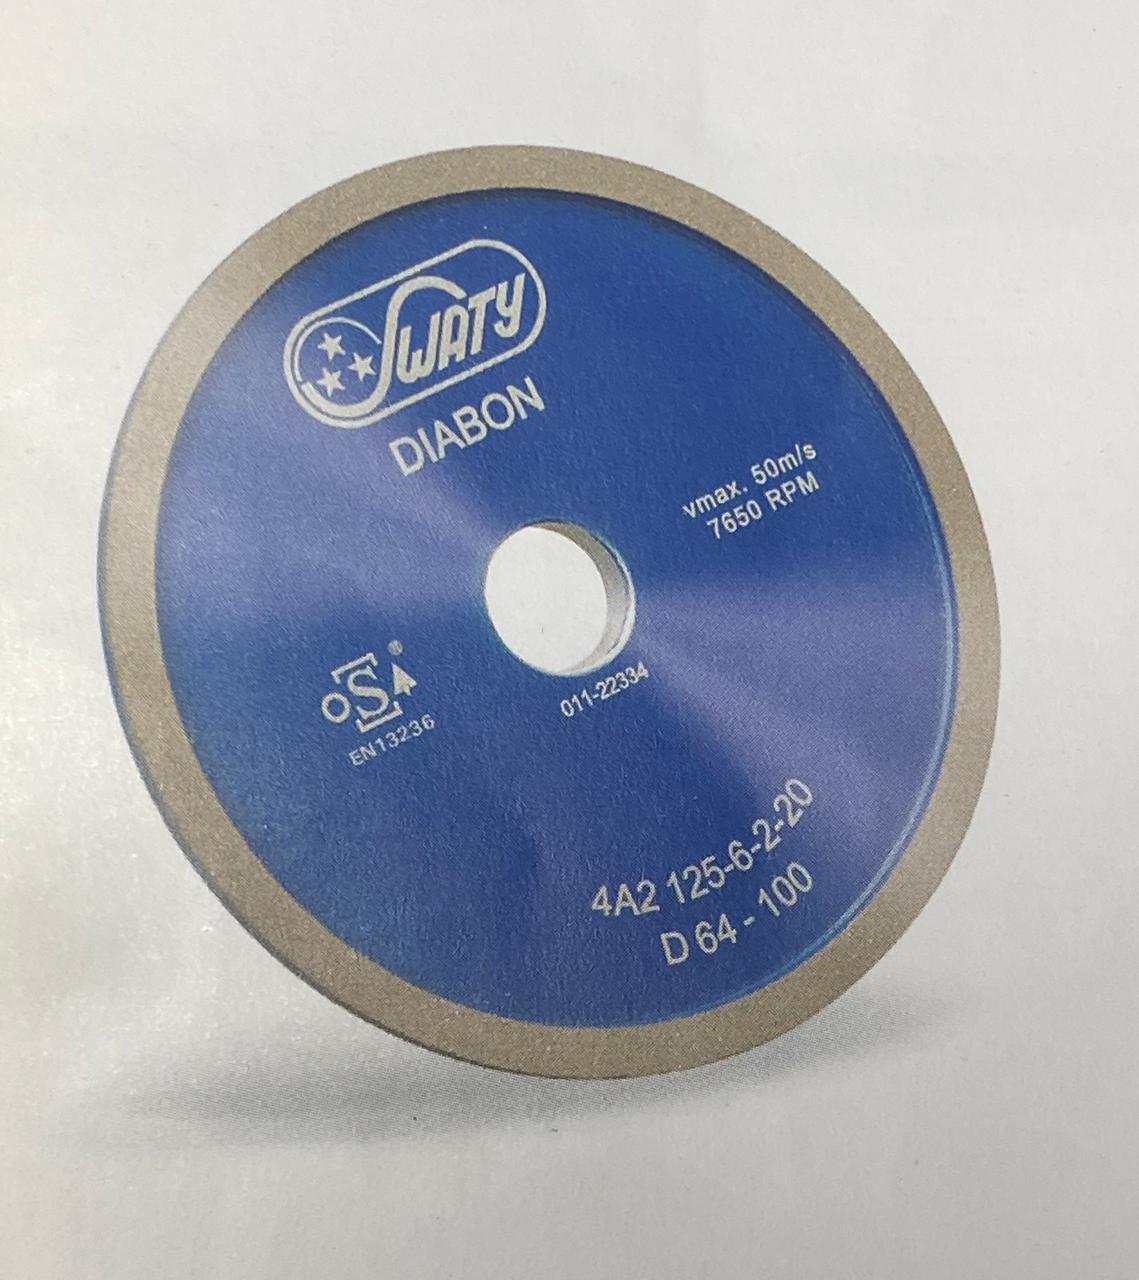 SWATY
DIABON
vmax. 50m/s
7650 RPM
oSa®
EN13236
011-22334
4A2 125-6-2-20
D 64 - 100